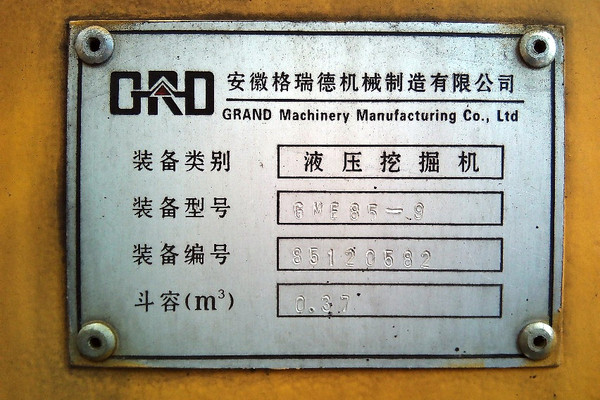 GRD 安徽格瑞德机械制造有限公司
GRAND Machinery Manufacturing Co., Ltd
装备类别 液压挖掘机
装备型号 GME85-9
装备编号 85120582
斗容(m³) 0.37